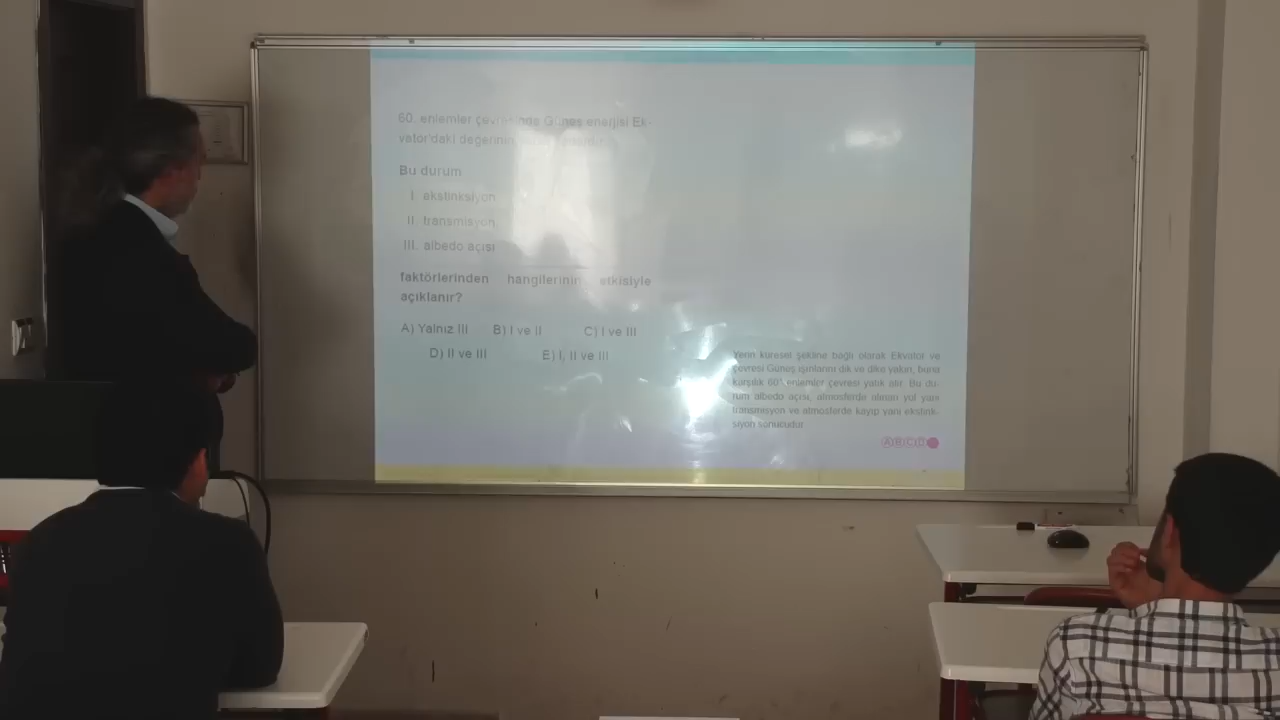 60. enlemler çevresinde Güneş enerjisi Ek-
vator'daki değerinin
Bu durum
I. ekstinksiyon
II. transmisyon
III. albedo açısı
faktörlerinden hangilerinin etkisiyle
açıklanır?
A) Yalnız III B) I ve II C) I ve III
D) II ve III E) I, II ve III
Yerin küresel şekline bağlı olarak Ekvator ve
çevresi Güneş ışınlarını dik ve dike yakın, buna
karşılık 60° enlemler çevresi yatık alır. Bu du-
rum albedo açısı, atmosferde alınan yol yani
transmisyon ve atmosferde kayıp yani ekstink-
siyon sonucudur
A B C D